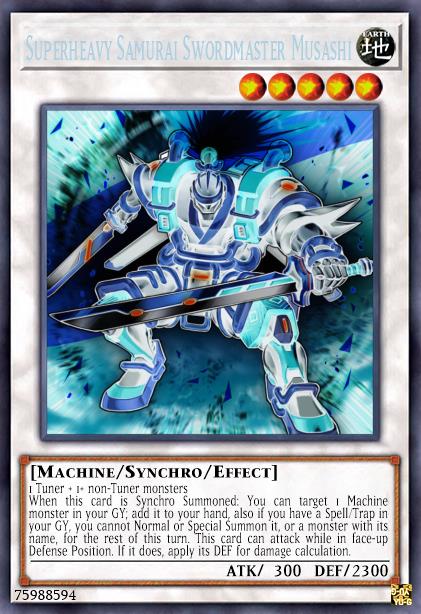 Superheavy Samurai Swordmaster Musashi
EARTH
地
[Machine/Synchro/Effect]
1 Tuner + 1+ non-Tuner monsters
When this card is Synchro Summoned: You can target 1 Machine
monster in your GY; add it to your hand, also if you have a Spell/Trap in
your GY, you cannot Normal or Special Summon it, or a monster with its
name, for the rest of this turn. This card can attack while in face-up
Defense Position. If it does, apply its DEF for damage calculation.
ATK/ 300 DEF/2300
75988594